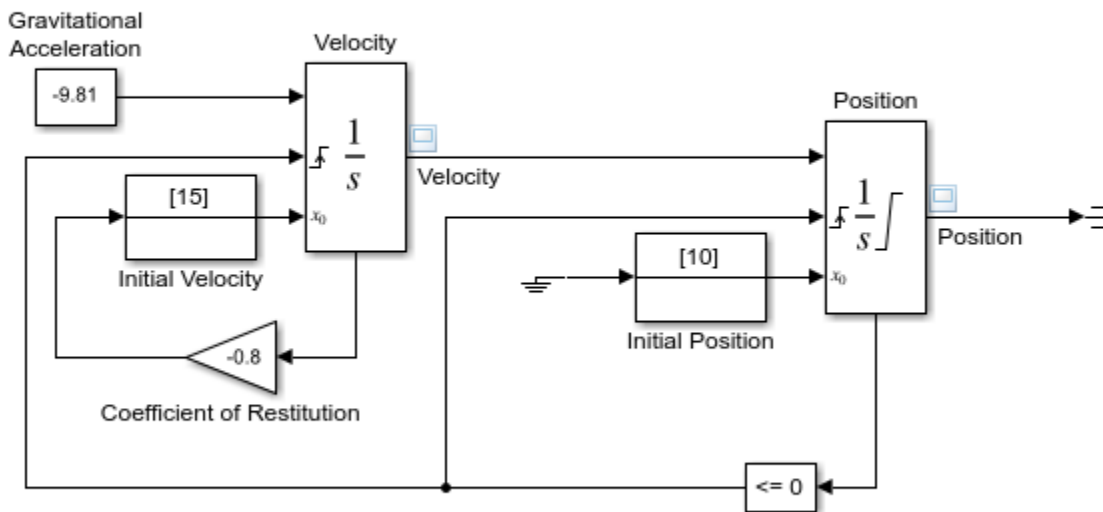 Gravitational
Acceleration
-9.81
Velocity
1
s
x₀
Velocity
[15]
Initial Velocity
-0.8
Coefficient of Restitution
Position
1
s
x₀
Position
[10]
Initial Position
<= 0